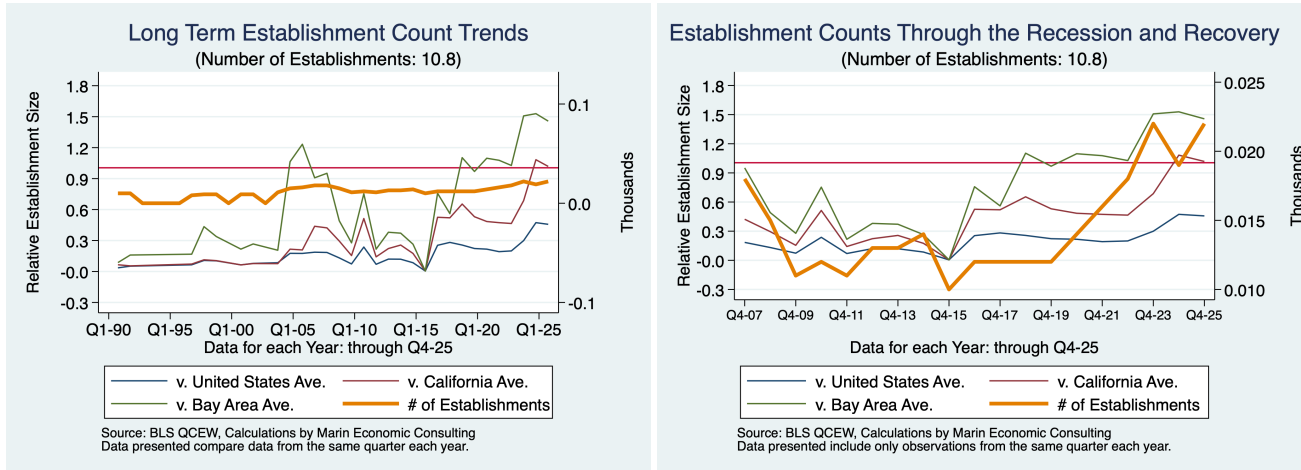 Long Term Establishment Count Trends
(Number of Establishments: 10.8)
Relative Establishment Size
1.8
1.5
1.2
0.9
0.6
0.3
-0.0
-0.3
0.1
0.0
-0.1
Thousands
Q1-90 Q1-95 Q1-00 Q1-05 Q1-10 Q1-15 Q1-20 Q1-25
Data for each Year: through Q4-25
v. United States Ave. v. California Ave.
v. Bay Area Ave. # of Establishments
Source: BLS QCEW, Calculations by Marin Economic Consulting
Data presented compare data from the same quarter each year.
Establishment Counts Through the Recession and Recovery
(Number of Establishments: 10.8)
Relative Establishment Size
1.8
1.5
1.2
0.9
0.6
0.3
-0.0
-0.3
0.025
0.020
0.015
0.010
Thousands
Q4-07 Q4-09 Q4-11 Q4-13 Q4-15 Q4-17 Q4-19 Q4-21 Q4-23 Q4-25
Data for each Year: through Q4-25
v. United States Ave. v. California Ave.
v. Bay Area Ave. # of Establishments
Source: BLS QCEW, Calculations by Marin Economic Consulting
Data presented include only observations from the same quarter each year.